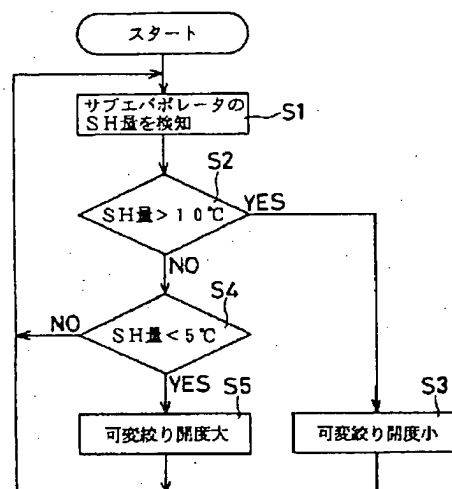 スタート
サブエバポレータの
SH量を検知
S1
S2
SH量>10℃
YES
NO
S4
NO
SH量<5℃
YES
S5
S3
可変絞り開度大
可変絞り開度小